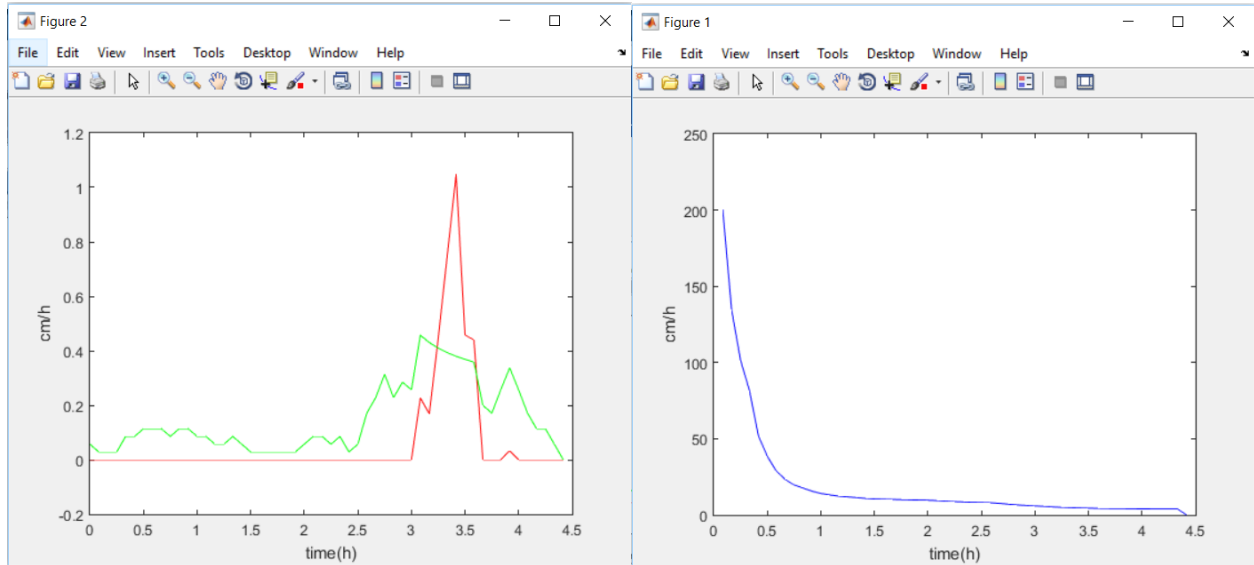 Figure 2
File Edit View Insert Tools Desktop Window Help
1.2
1
0.8
0.6
0.4
0.2
0
-0.2
cm/h
0 0.5 1 1.5 2 2.5 3 3.5 4 4.5
time(h)
Figure 1
File Edit View Insert Tools Desktop Window Help
250
200
150
100
50
0
cm/h
0 0.5 1 1.5 2 2.5 3 3.5 4 4.5
time(h)